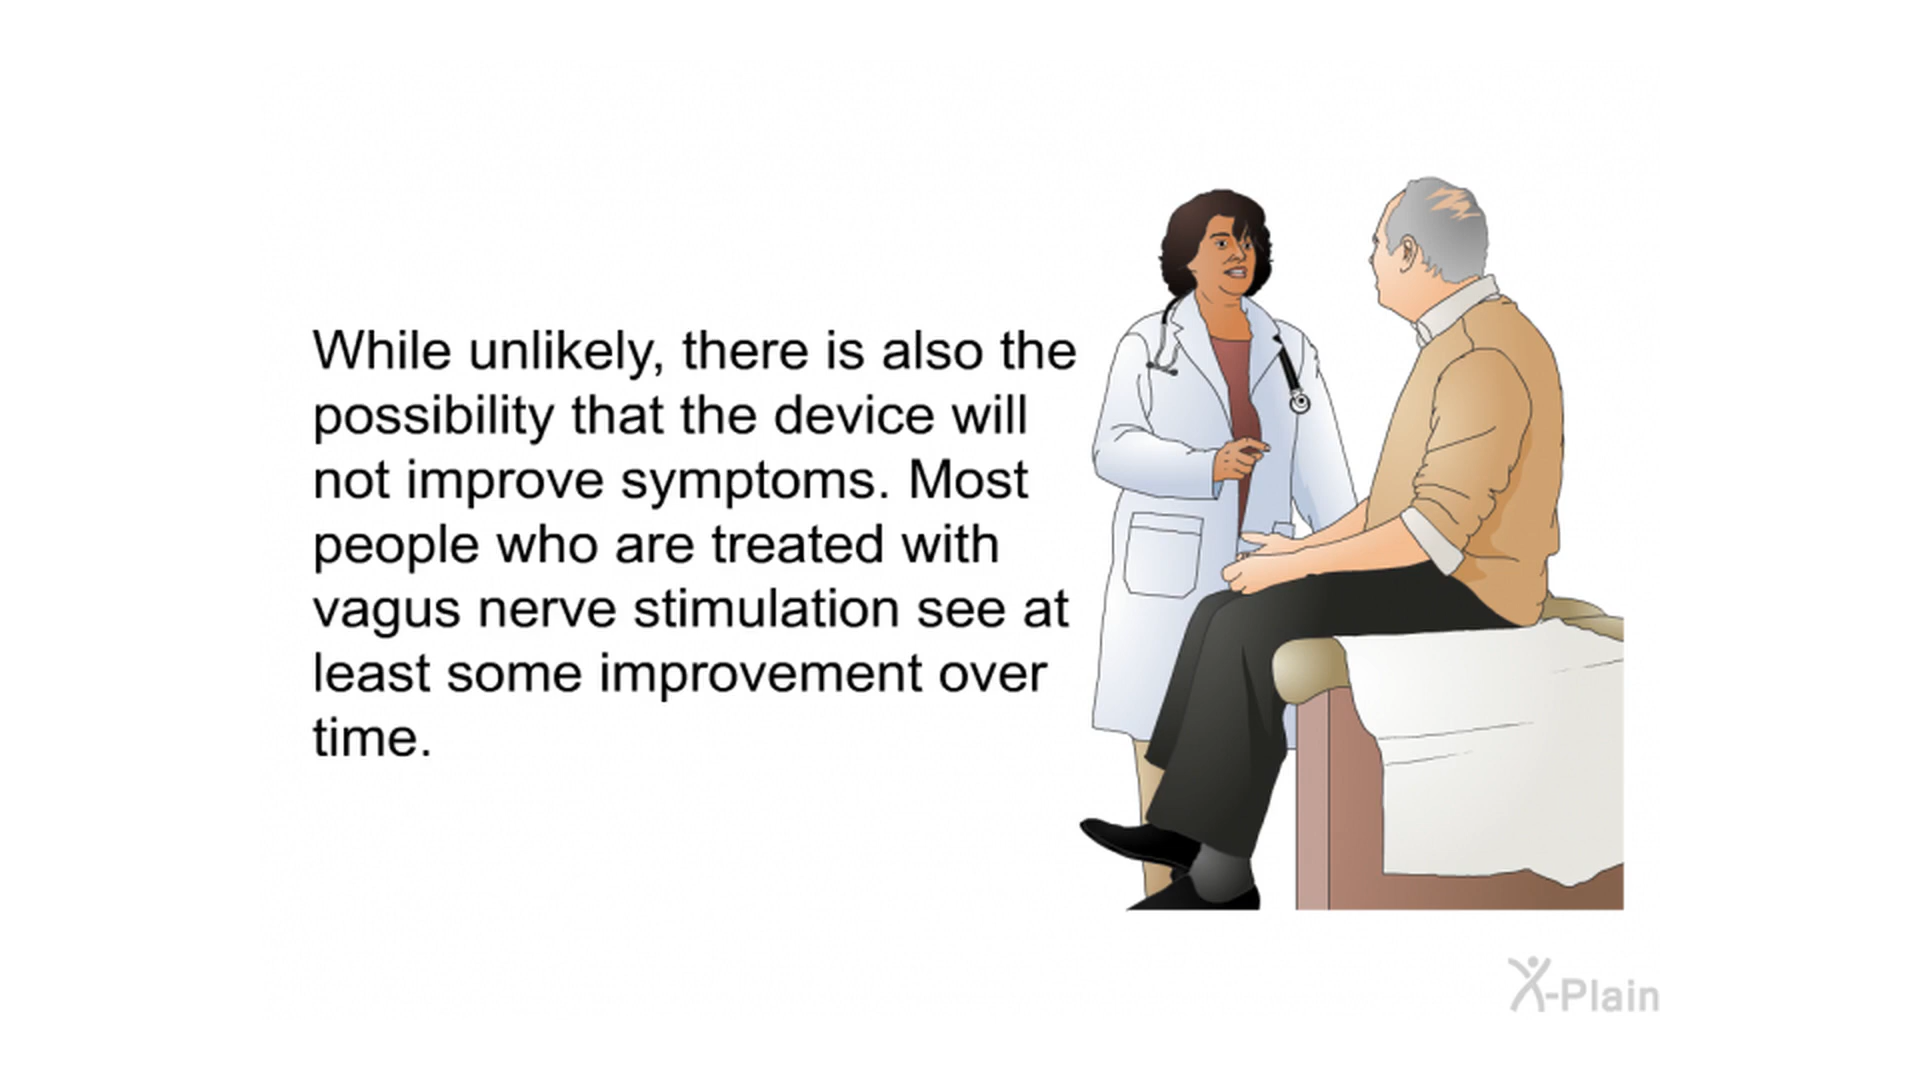 While unlikely, there is also the
possibility that the device will
not improve symptoms. Most
people who are treated with
vagus nerve stimulation see at
least some improvement over
time.
X-Plain